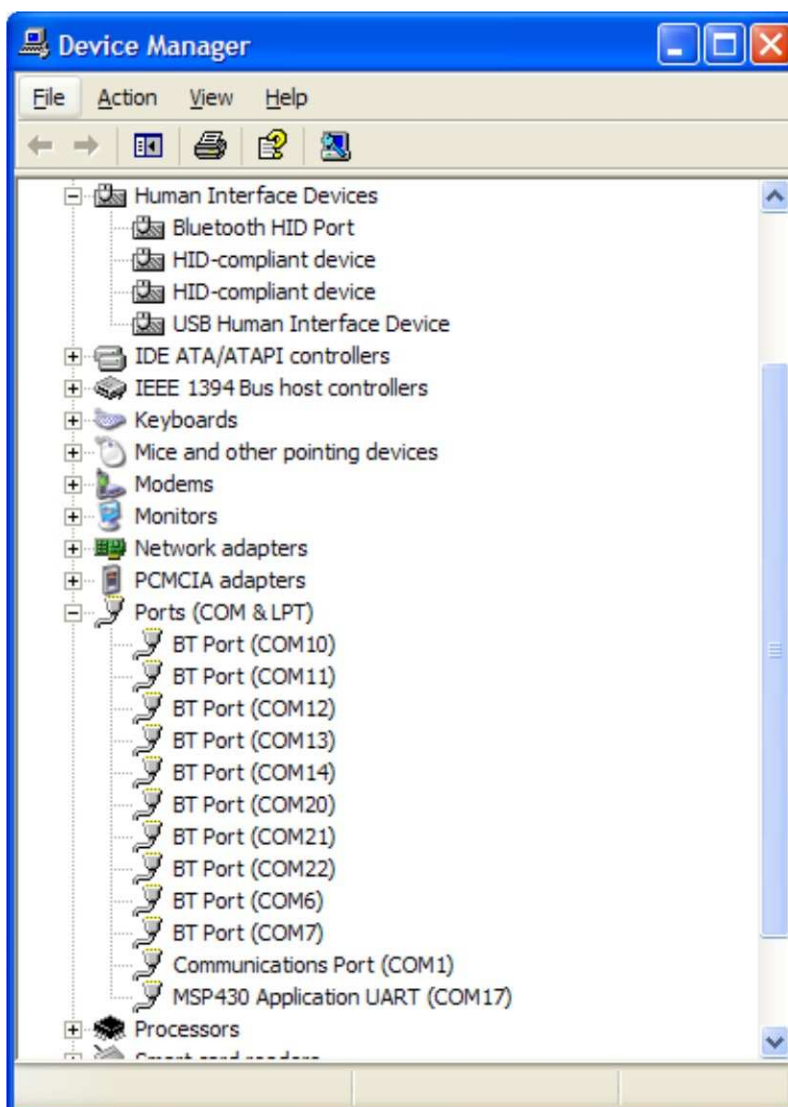 Device Manager
File Action View Help
Human Interface Devices
Bluetooth HID Port
HID-compliant device
HID-compliant device
USB Human Interface Device
IDE ATA/ATAPI controllers
IEEE 1394 Bus host controllers
Keyboards
Mice and other pointing devices
Modems
Monitors
Network adapters
PCMCIA adapters
Ports (COM & LPT)
BT Port (COM10)
BT Port (COM11)
BT Port (COM12)
BT Port (COM13)
BT Port (COM14)
BT Port (COM20)
BT Port (COM21)
BT Port (COM22)
BT Port (COM6)
BT Port (COM7)
Communications Port (COM1)
MSP430 Application UART (COM17)
Processors
Smart card readers